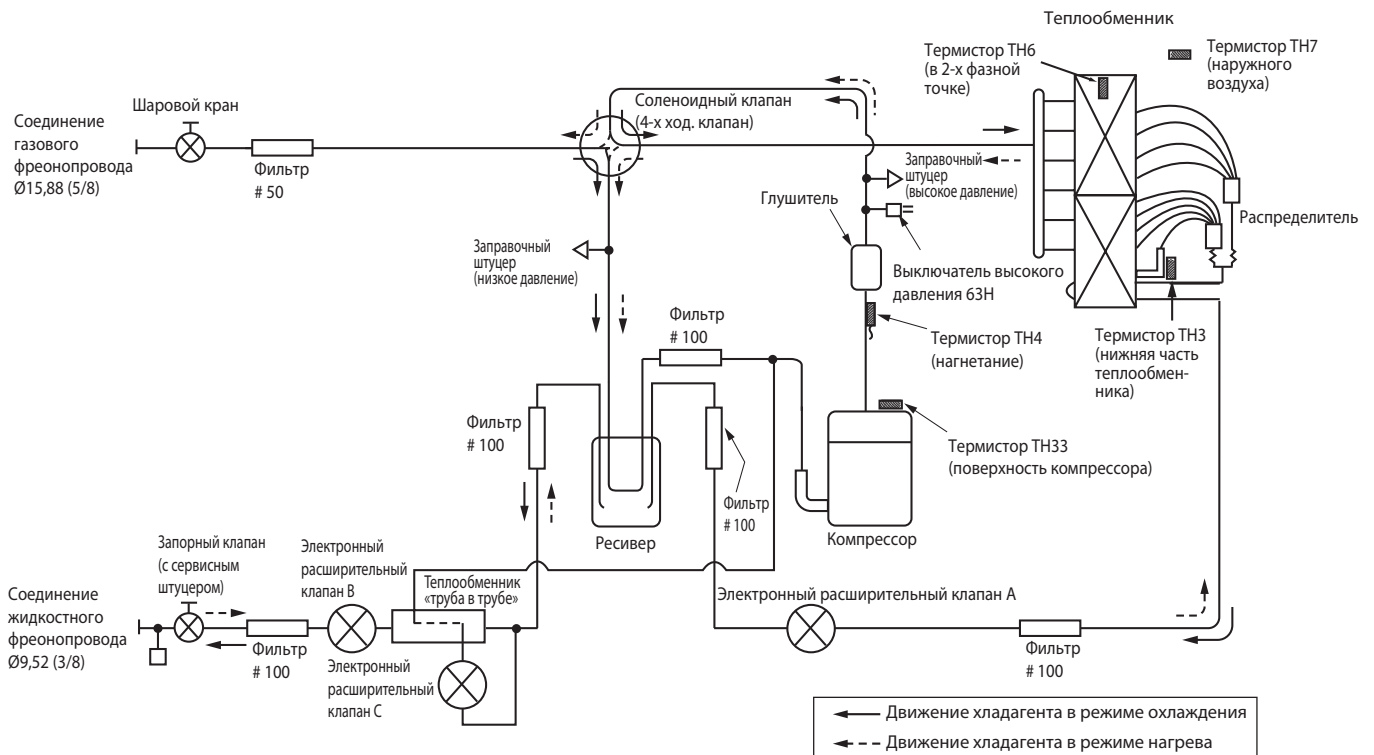 Теплообменник
Термистор TH6
(в 2-х фазной
точке)
Термистор TH7
(наружного
воздуха)
Шаровой кран
Соединение
газового
фреонопровода
Ø15,88 (5/8)
Фильтр
# 50
Соленоидный клапан
(4-х ход. клапан)
Заправочный
штуцер
(высокое давление)
Глушитель
Распределитель
Заправочный
штуцер
(низкое давление)
Выключатель высокого
давления 63H
Фильтр
# 100
Термистор TH4
(нагнетание)
Термистор TH3
(нижняя часть
теплообмен-
ника)
Фильтр
# 100
Термистор TH33
(поверхность компрессора)
Фильтр
# 100
Ресивер
Компрессор
Запорный клапан
(с сервисным
штуцером)
Электронный
расширительный
клапан B
Теплообменник
«труба в трубе»
Электронный расширительный клапан A
Соединение
жидкостного
фреонопровода
Ø9,52 (3/8)
Фильтр
# 100
Электронный
расширительный
клапан C
Фильтр
# 100
Движение хладагента в режиме охлаждения
Движение хладагента в режиме нагрева